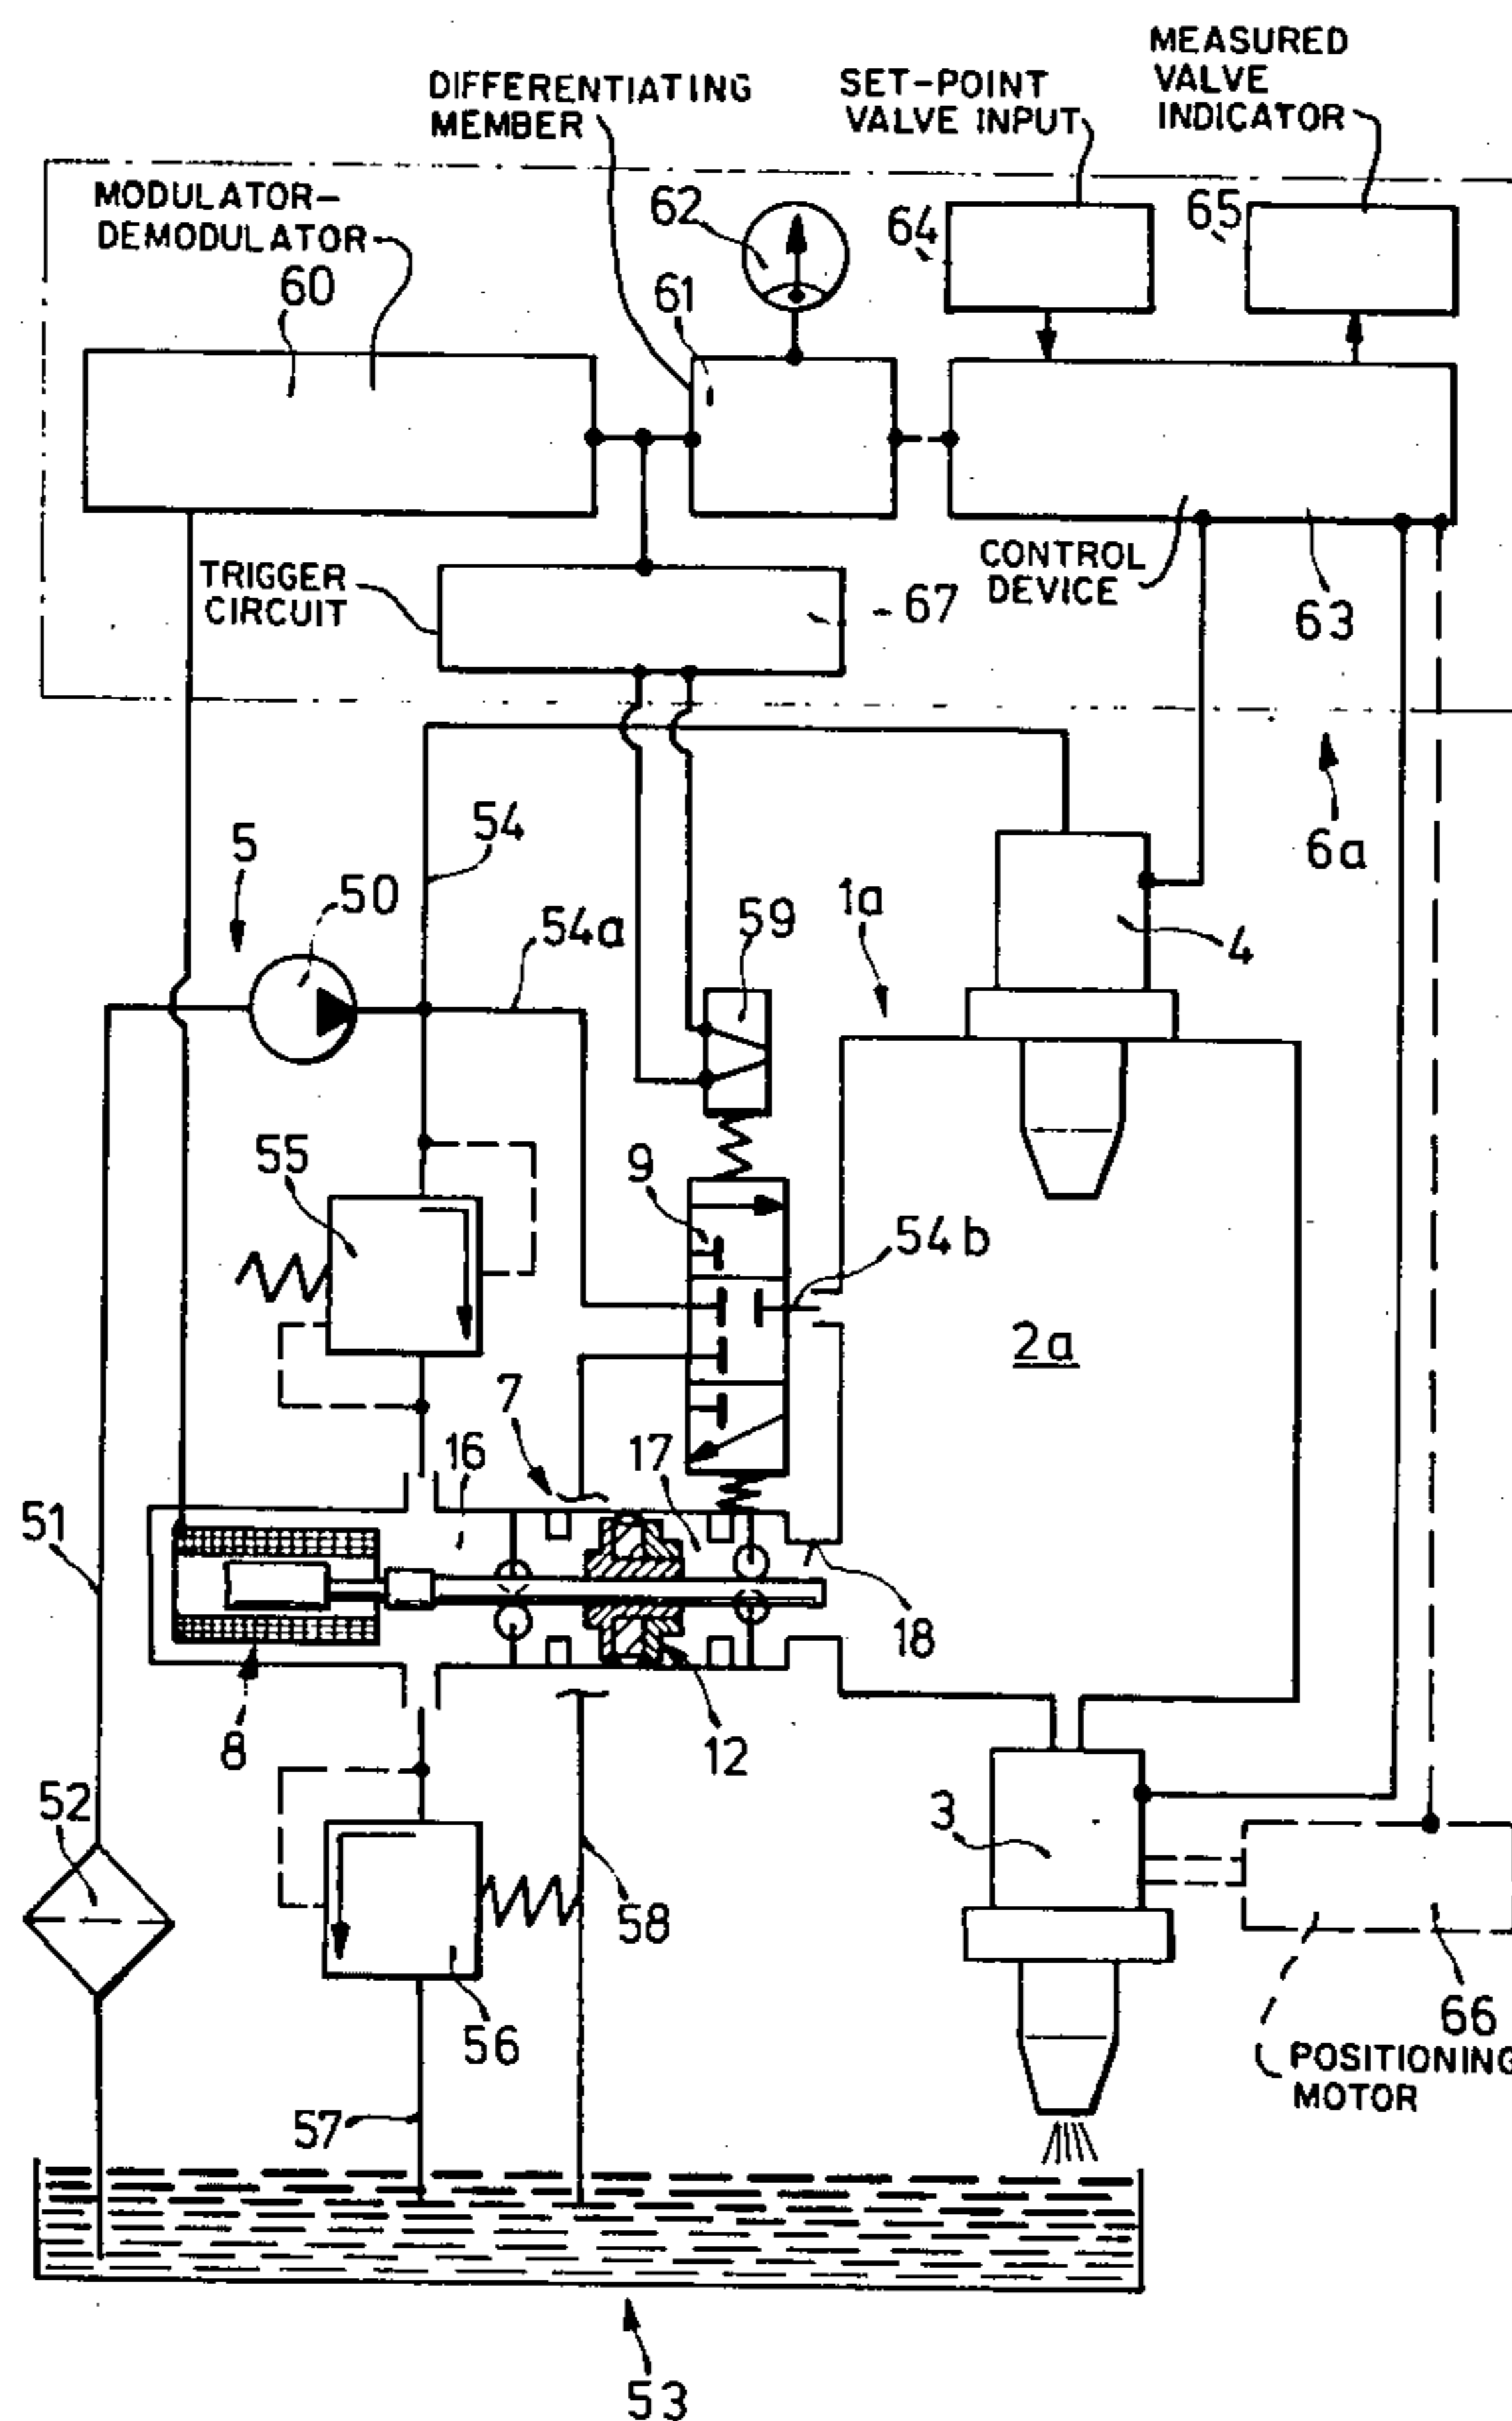 MEASURED
VALVE
INDICATOR
DIFFERENTIATING
MEMBER
SET-POINT
VALVE INPUT
MODULATOR-
DEMODULATOR
60
62
61
64
65
TRIGGER
CIRCUIT
67
CONTROL
DEVICE
63
6a
54
5
50
54a
59
1a
4
55
9
54b
2a
7
16
17
51
18
8
12
52
3
58
56
66
POSITIONING
MOTOR
57
53